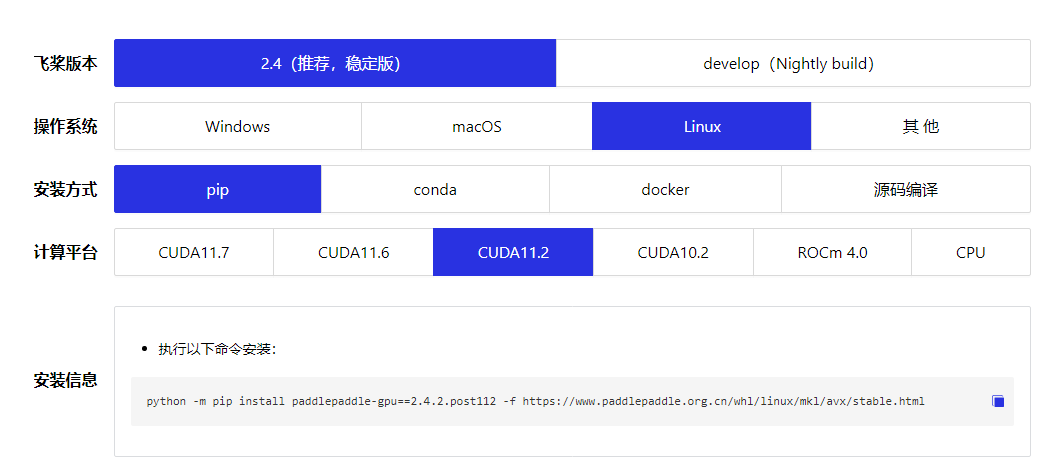 飞桨版本 2.4（推荐，稳定版） develop（Nightly build）
操作系统 Windows macOS Linux 其 他
安装方式 pip conda docker 源码编译
计算平台 CUDA11.7 CUDA11.6 CUDA11.2 CUDA10.2 ROCm 4.0 CPU
执行以下命令安装：
安装信息
python -m pip install paddlepaddle-gpu==2.4.2.post112 -f https://www.paddlepaddle.org.cn/whl/linux/mkl/avx/stable.html